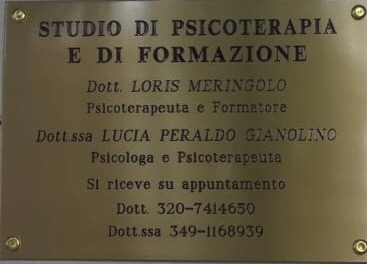 STUDIO DI PSICOTERAPIA
E DI FORMAZIONE
Dott. LORIS MERINGOLO
Psicoterapeuta e Formatore
Dott.ssa LUCIA PERALDO GIANOLINO
Psicologa e Psicoterapeuta
Si riceve su appuntamento
Dott. 320-7414650
Dott.ssa 349-1168939